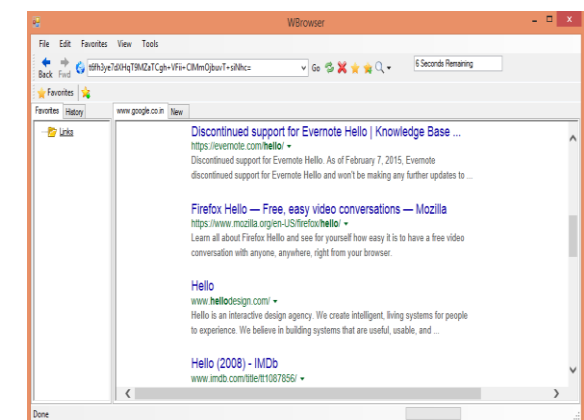 WBrowser
File Edit Favorites View Tools
Back Fwd Go 6 Seconds Remaining
Favorites
Favorites History www.google.co.in New
Links
Discontinued support for Evernote Hello | Knowledge Base ...
https://evernote.com/hello/
Discontinued support for Evernote Hello. As of February 7, 2015, Evernote
discontinued support for Evernote Hello and won't be making any further updates to ...
Firefox Hello — Free, easy video conversations — Mozilla
https://www.mozilla.org/en-US/firefox/hello/
Learn all about Firefox Hello and see for yourself how easy it is to have a free video
conversation with anyone, anywhere, right from your browser.
Hello
www.hellodesign.com/
Hello is an interactive design agency. We create intelligent, living systems for people
to experience. We believe in building systems that are useful, usable, and ...
Hello (2008) - IMDb
www.imdb.com/title/tt1087856/
Done